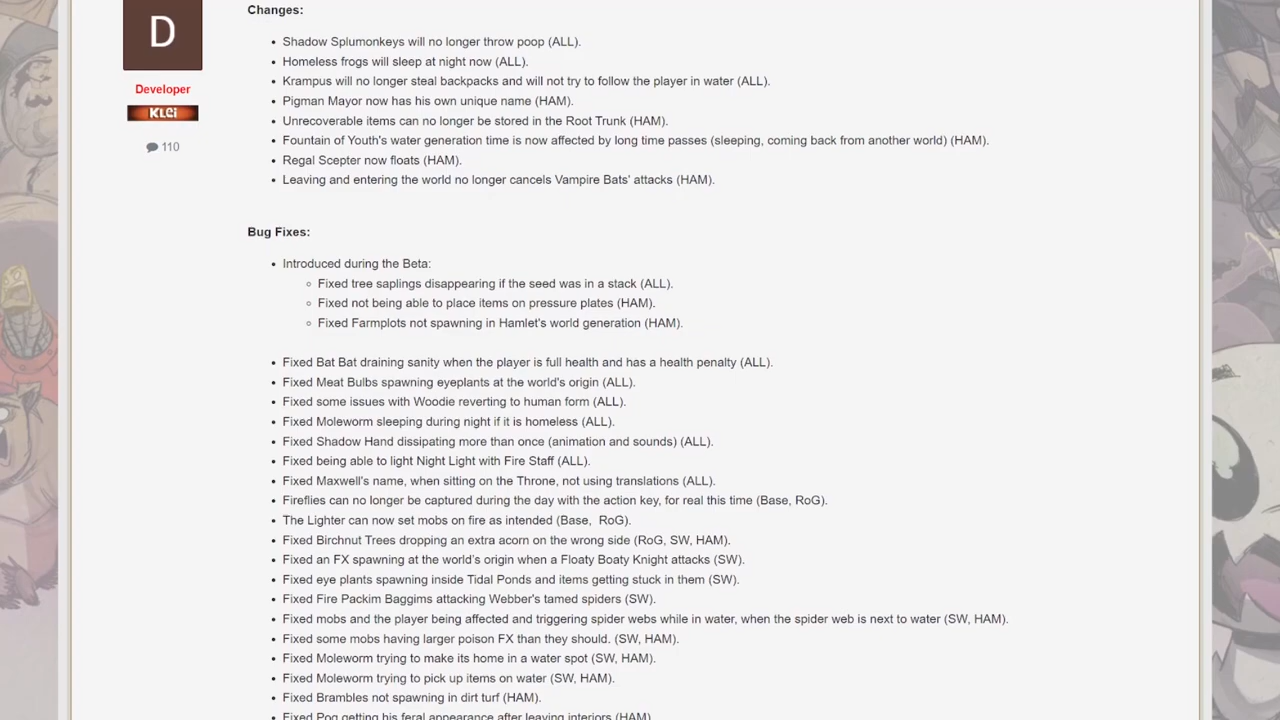 Changes:
D
Shadow Splumonkeys will no longer throw poop (ALL).
Homeless frogs will sleep at night now (ALL).
Krampus will no longer steal backpacks and will not try to follow the player in water (ALL).
Developer
Pigman Mayor now has his own unique name (HAM).
KLEi
Unrecoverable items can no longer be stored in the Root Trunk (HAM).
Fountain of Youth's water generation time is now affected by long time passes (sleeping, coming back from another world) (HAM).
110
Regal Scepter now floats (HAM).
Leaving and entering the world no longer cancels Vampire Bats' attacks (HAM).
Bug Fixes:
Introduced during the Beta:
Fixed tree saplings disappearing if the seed was in a stack (ALL).
Fixed not being able to place items on pressure plates (HAM).
Fixed Farmplots not spawning in Hamlet's world generation (HAM).
Fixed Bat Bat draining sanity when the player is full health and has a health penalty (ALL).
Fixed Meat Bulbs spawning eyeplants at the world's origin (ALL).
Fixed some issues with Woodie reverting to human form (ALL).
Fixed Moleworm sleeping during night if it is homeless (ALL).
Fixed Shadow Hand dissipating more than once (animation and sounds) (ALL).
Fixed being able to light Night Light with Fire Staff (ALL).
Fixed Maxwell's name, when sitting on the Throne, not using translations (ALL).
Fireflies can no longer be captured during the day with the action key, for real this time (Base, RoG).
The Lighter can now set mobs on fire as intended (Base, RoG).
Fixed Birchnut Trees dropping an extra acorn on the wrong side (RoG, SW, HAM).
Fixed an FX spawning at the world's origin when a Floaty Boaty Knight attacks (SW).
Fixed eye plants spawning inside Tidal Ponds and items getting stuck in them (SW).
Fixed Fire Packim Baggims attacking Webber's tamed spiders (SW).
Fixed mobs and the player being affected and triggering spider webs while in water, when the spider web is next to water (SW, HAM).
Fixed some mobs having larger poison FX than they should. (SW, HAM).
Fixed Moleworm trying to make its home in a water spot (SW, HAM).
Fixed Moleworm trying to pick up items on water (SW, HAM).
Fixed Brambles not spawning in dirt turf (HAM).
Fixed Pog getting his feral appearance after leaving interiors (HAM).